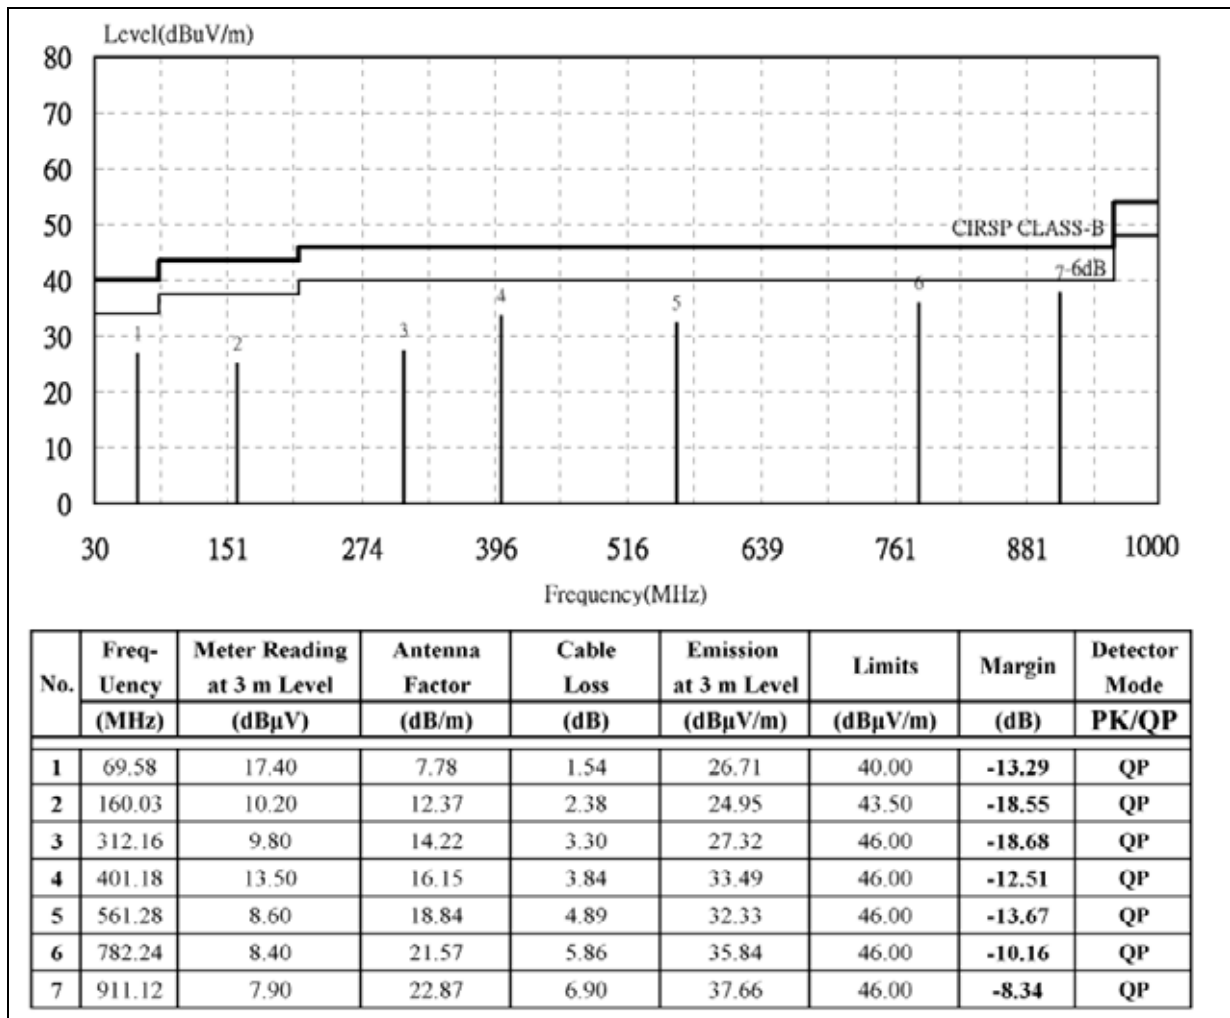 Level(dBuV/m)
80
70
60
50
40
30
20
10
0
CIRSP CLASS-B
-6dB
1
2
3
4
5
6
7
30 151 274 396 516 639 761 881 1000
Frequency(MHz)
No. Freq-Uency (MHz) Meter Reading at 3 m Level (dBµV) Antenna Factor (dB/m) Cable Loss (dB) Emission at 3 m Level (dBµV/m) Limits (dBµV/m) Margin (dB) Detector Mode PK/QP
1 69.58 17.40 7.78 1.54 26.71 40.00 -13.29 QP
2 160.03 10.20 12.37 2.38 24.95 43.50 -18.55 QP
3 312.16 9.80 14.22 3.30 27.32 46.00 -18.68 QP
4 401.18 13.50 16.15 3.84 33.49 46.00 -12.51 QP
5 561.28 8.60 18.84 4.89 32.33 46.00 -13.67 QP
6 782.24 8.40 21.57 5.86 35.84 46.00 -10.16 QP
7 911.12 7.90 22.87 6.90 37.66 46.00 -8.34 QP